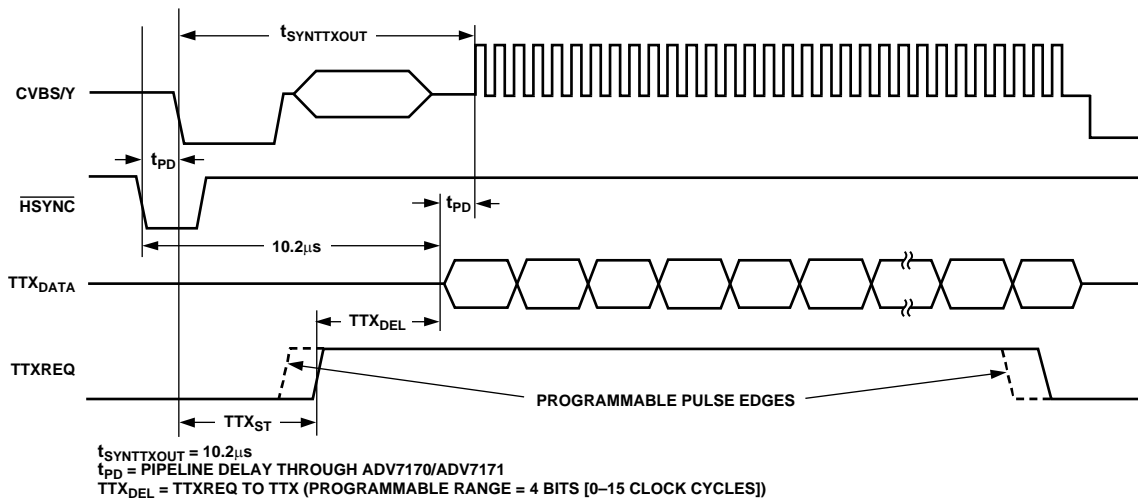 tSYNTTXOUT
CVBS/Y
tPD
HSYNC
tPD
10.2μs
TTXDATA
TTXDEL
TTXREQ
PROGRAMMABLE PULSE EDGES
TTXST
tSYNTTXOUT = 10.2μs
tPD = PIPELINE DELAY THROUGH ADV7170/ADV7171
TTXDEL = TTXREQ TO TTX (PROGRAMMABLE RANGE = 4 BITS [0–15 CLOCK CYCLES])